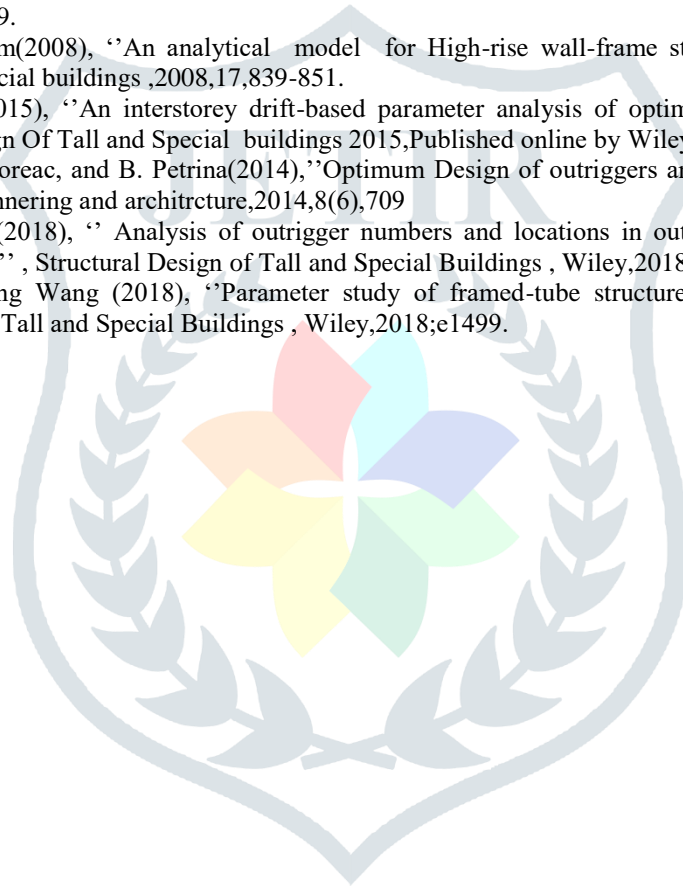 9.
m(2008), ‘’An analytical model for High-rise wall-frame st
cial buildings ,2008,17,839-851.
015), ‘’An interstorey drift-based parameter analysis of optim
gn Of Tall and Special buildings 2015,Published online by Wiley
oreac, and B. Petrina(2014),’’Optimum Design of outriggers an
nnering and architrcture,2014,8(6),709
(2018), ‘’ Analysis of outrigger numbers and locations in out
’’ , Structural Design of Tall and Special Buildings , Wiley,2018
ng Wang (2018), ‘’Parameter study of framed-tube structure
Tall and Special Buildings , Wiley,2018;e1499.
JETIR